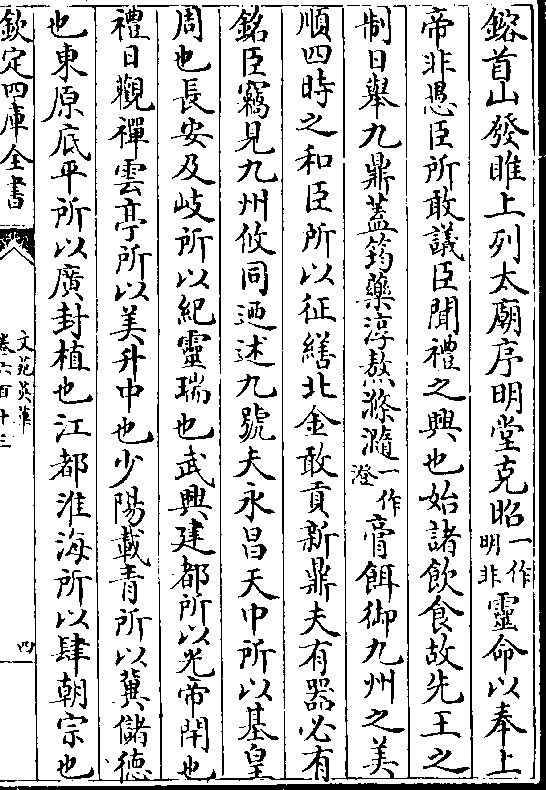 鎔首山發睢上列太廟序明堂克昭一作明非靈命以奉上
帝非愚臣所敢議臣聞禮之興也始諸飲食故先王之
制日舉九鼎蓋筠藥淳熬滌瀡一作澄膏餌御九州之美
順四時之和臣所以征繕北金敢貢新鼎夫有器必有
銘臣竊見九州攸同迺述九號夫永昌天中所以基皇
周也長安及岐所以紀靈瑞也武興建都所以光帝閈也
禮日觀禪雲亭所以美升中也少陽載青所以冀儲德
也東原底平所以廣封植也江都淮海所以肆朝宗也
欽定四庫全書
文苑英華
卷六百十三
四